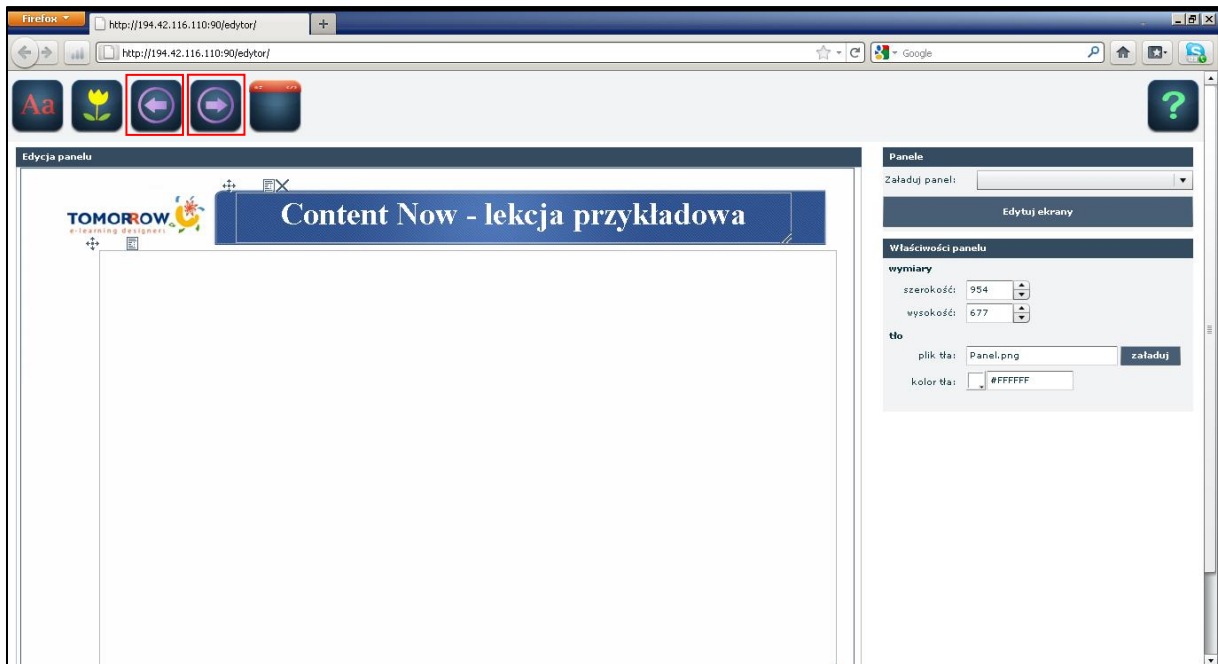 Firefox
http://194.42.116.110:90/edytor/
+
http://194.42.116.110:90/edytor/
Google
Aa
?
Edycja panelu
TOMORROW
e-learning designers
Content Now - lekcja przykładowa
Panele
Załaduj panel:
Edytuj ekrany
Właściwości panelu
wymiary
szerokość: 954
wysokość: 677
tło
plik tła: Panel.png załaduj
kolor tła: #FFFFFF